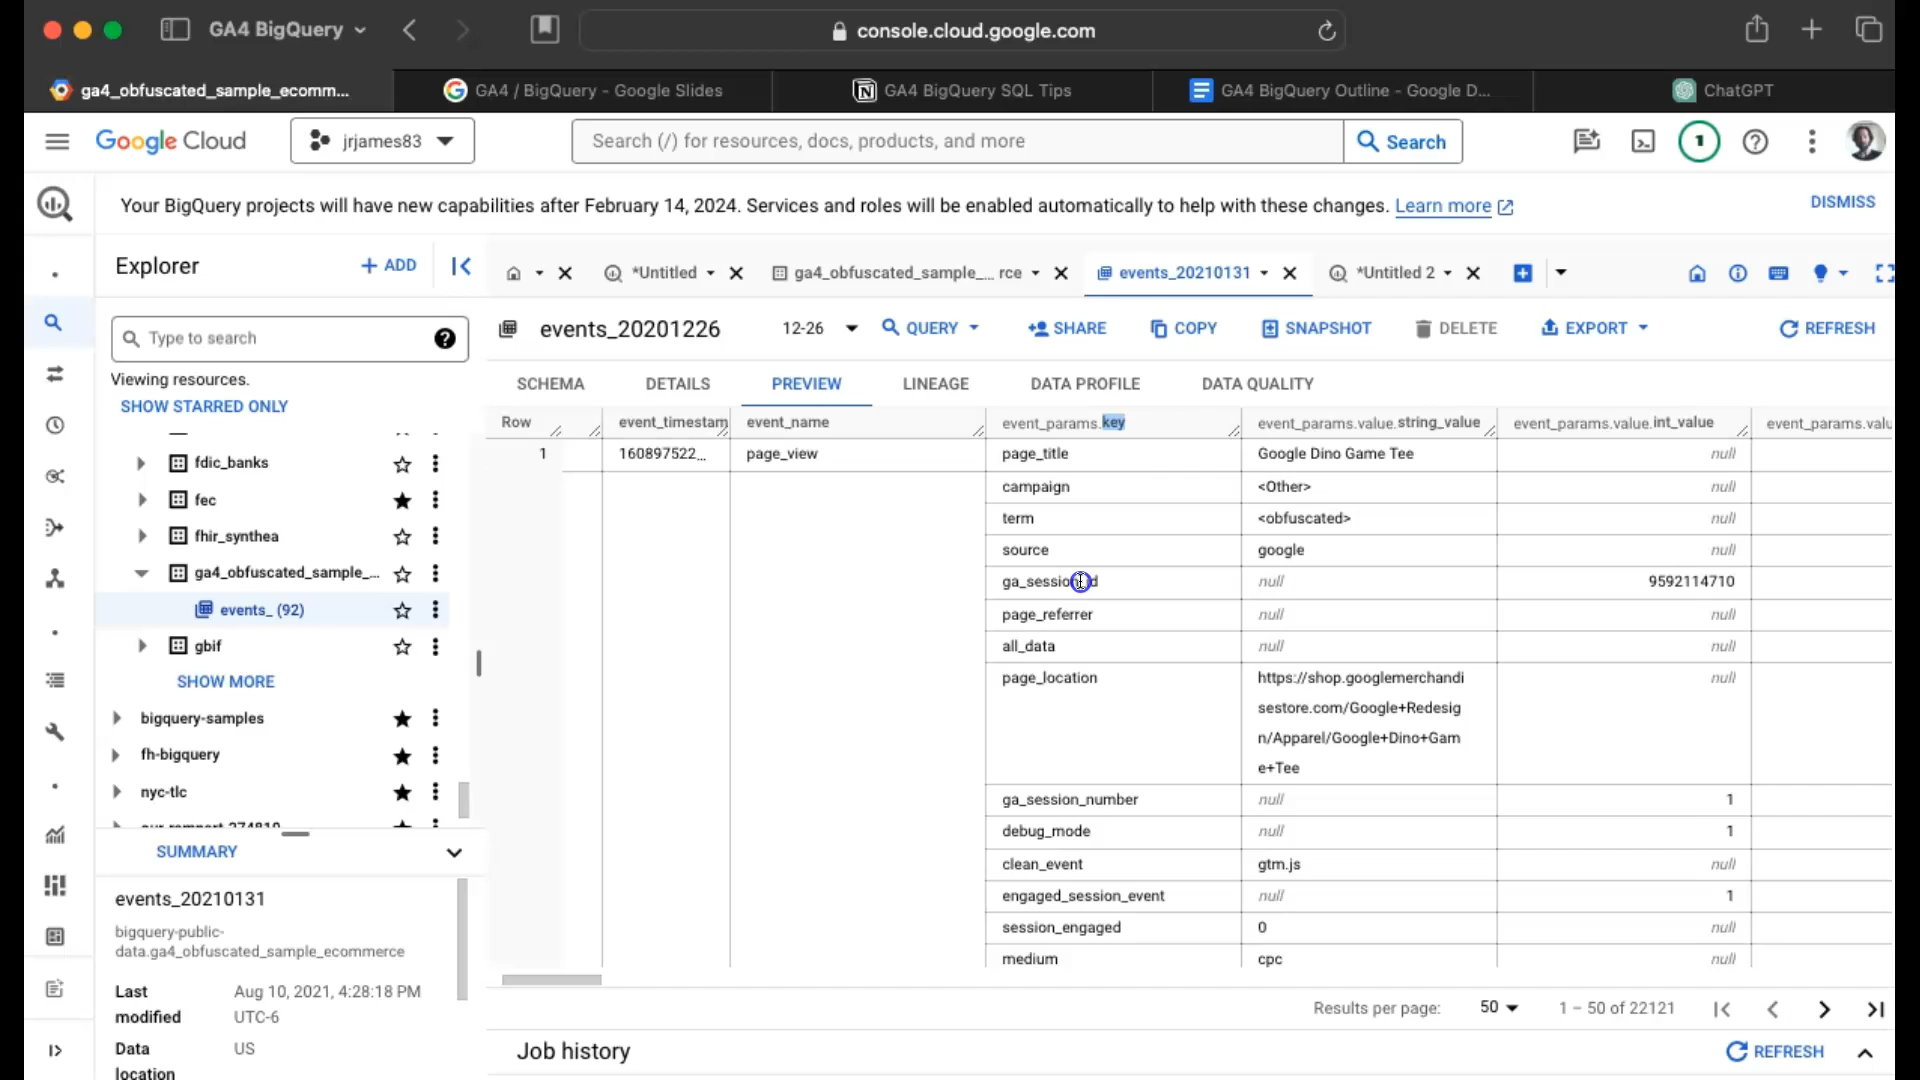 GA4 BigQuery
console.cloud.google.com
ga4_obfuscated_sample_ecomm...
GA4 / BigQuery - Google Slides
GA4 BigQuery SQL Tips
GA4 BigQuery Outline - Google D...
ChatGPT
Google Cloud
jrjames83
Search (/) for resources, docs, products, and more
Search
1
Your BigQuery projects will have new capabilities after February 14, 2024. Services and roles will be enabled automatically to help with these changes. Learn more
DISMISS
Explorer
+ ADD
*Untitled
ga4_obfuscated_sample_... rce
events_20210131
*Untitled 2
Type to search
events_20201226
12-26
QUERY
SHARE
COPY
SNAPSHOT
DELETE
EXPORT
REFRESH
Viewing resources.
SHOW STARRED ONLY
SCHEMA
DETAILS
PREVIEW
LINEAGE
DATA PROFILE
DATA QUALITY
fdic_banks
fec
fhir_synthea
ga4_obfuscated_sample_...
events_ (92)
gbif
SHOW MORE
bigquery-samples
fh-bigquery
nyc-tlc
Row event_timestam event_name event_params.key event_params.value.string_value event_params.value.int_value event_params.valu
1 160897522... page_view page_title Google Dino Game Tee null
campaign <Other> null
term <obfuscated> null
source google null
ga_session_id null 9592114710
page_referrer null null
all_data null null
page_location https://shop.googlemerchandi null
sestore.com/Google+Redesig
n/Apparel/Google+Dino+Gam
e+Tee
ga_session_number null 1
debug_mode null 1
clean_event gtm.js null
engaged_session_event null 1
session_engaged 0 null
medium cpc null
SUMMARY
events_20210131
bigquery-public-
data.ga4_obfuscated_sample_ecommerce
Last Aug 10, 2021, 4:28:18 PM
modified UTC-6
Data US
location
Results per page: 50 1 – 50 of 22121
Job history
REFRESH